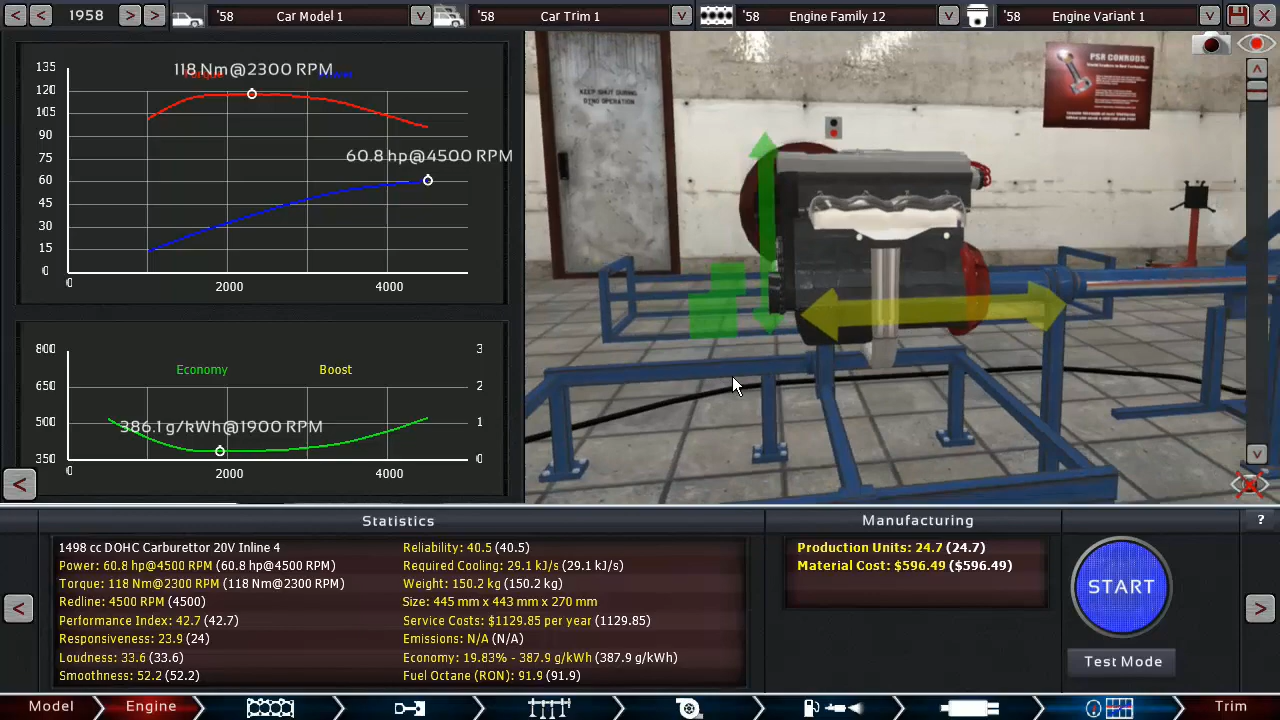 1958
'58 Car Model 1
'58 Car Trim 1
'58 Engine Family 12
'58 Engine Variant 1
135
120
105
90
75
60
45
30
15
0
118 Nm@2300 RPM
60.8 hp@4500 RPM
0 2000 4000
KEEP SHUT DURING
DYNO OPERATION
PSR CONRODS
800
650
500
350
3
2
1
0
Economy Boost
386.1 g/kWh@1900 RPM
0 2000 4000
<
Statistics
1498 cc DOHC Carburettor 20V Inline 4
Power: 60.8 hp@4500 RPM (60.8 hp@4500 RPM)
Torque: 118 Nm@2300 RPM (118 Nm@2300 RPM)
Redline: 4500 RPM (4500)
Performance Index: 42.7 (42.7)
Responsiveness: 23.9 (24)
Loudness: 33.6 (33.6)
Smoothness: 52.2 (52.2)
Reliability: 40.5 (40.5)
Required Cooling: 29.1 kJ/s (29.1 kJ/s)
Weight: 150.2 kg (150.2 kg)
Size: 445 mm x 443 mm x 270 mm
Service Costs: $1129.85 per year (1129.85)
Emissions: N/A (N/A)
Economy: 19.83% - 387.9 g/kWh (387.9 g/kWh)
Fuel Octane (RON): 91.9 (91.9)
Manufacturing
Production Units: 24.7 (24.7)
Material Cost: $596.49 ($596.49)
?
START
Test Mode
Model
Engine
Trim